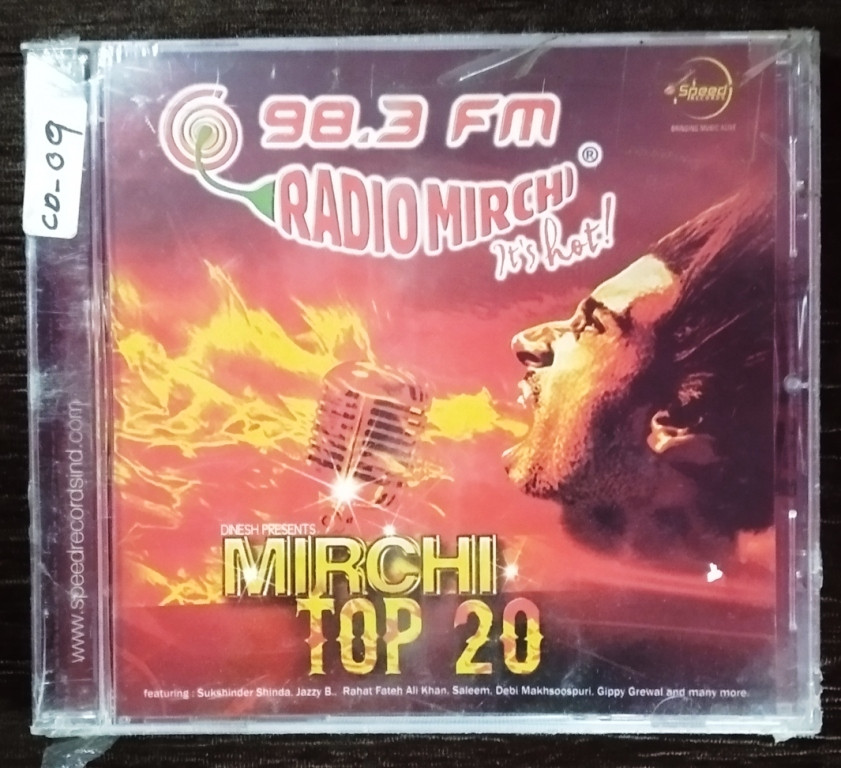 CD-09
98.3 FM
RADIO MIRCHI ®
It's hot!
Speed
RECORDS
www.speedrecordsind.com
DINESH PRESENTS
MIRCHI
TOP 20
featuring : Sukshinder Shinda, Jazzy B., Rahat Fateh Ali Khan, Saleem, Debi Makhsoospuri, Gippy Grewal and many more.